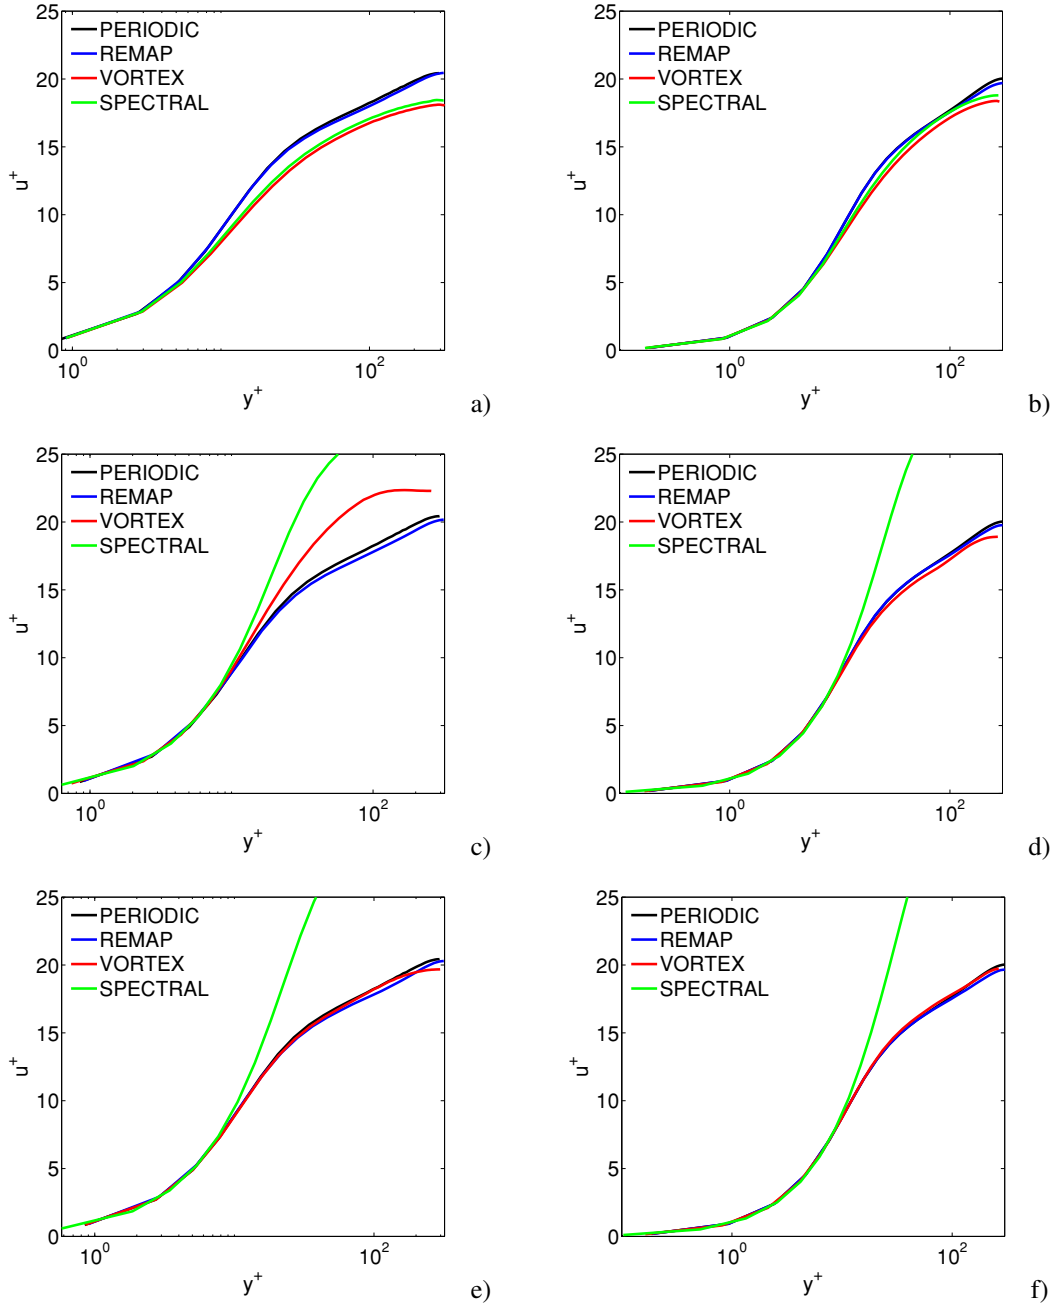 25
20
15
10
5
0
u+
PERIODIC
REMAP
VORTEX
SPECTRAL
10^0
10^2
y+
a)
25
20
15
10
5
0
u+
PERIODIC
REMAP
VORTEX
SPECTRAL
10^0
10^2
y+
b)
25
20
15
10
5
0
u+
PERIODIC
REMAP
VORTEX
SPECTRAL
10^0
10^2
y+
c)
25
20
15
10
5
0
u+
PERIODIC
REMAP
VORTEX
SPECTRAL
10^0
10^2
y+
d)
25
20
15
10
5
0
u+
PERIODIC
REMAP
VORTEX
SPECTRAL
10^0
10^2
y+
e)
25
20
15
10
5
0
u+
PERIODIC
REMAP
VORTEX
SPECTRAL
10^0
10^2
y+
f)